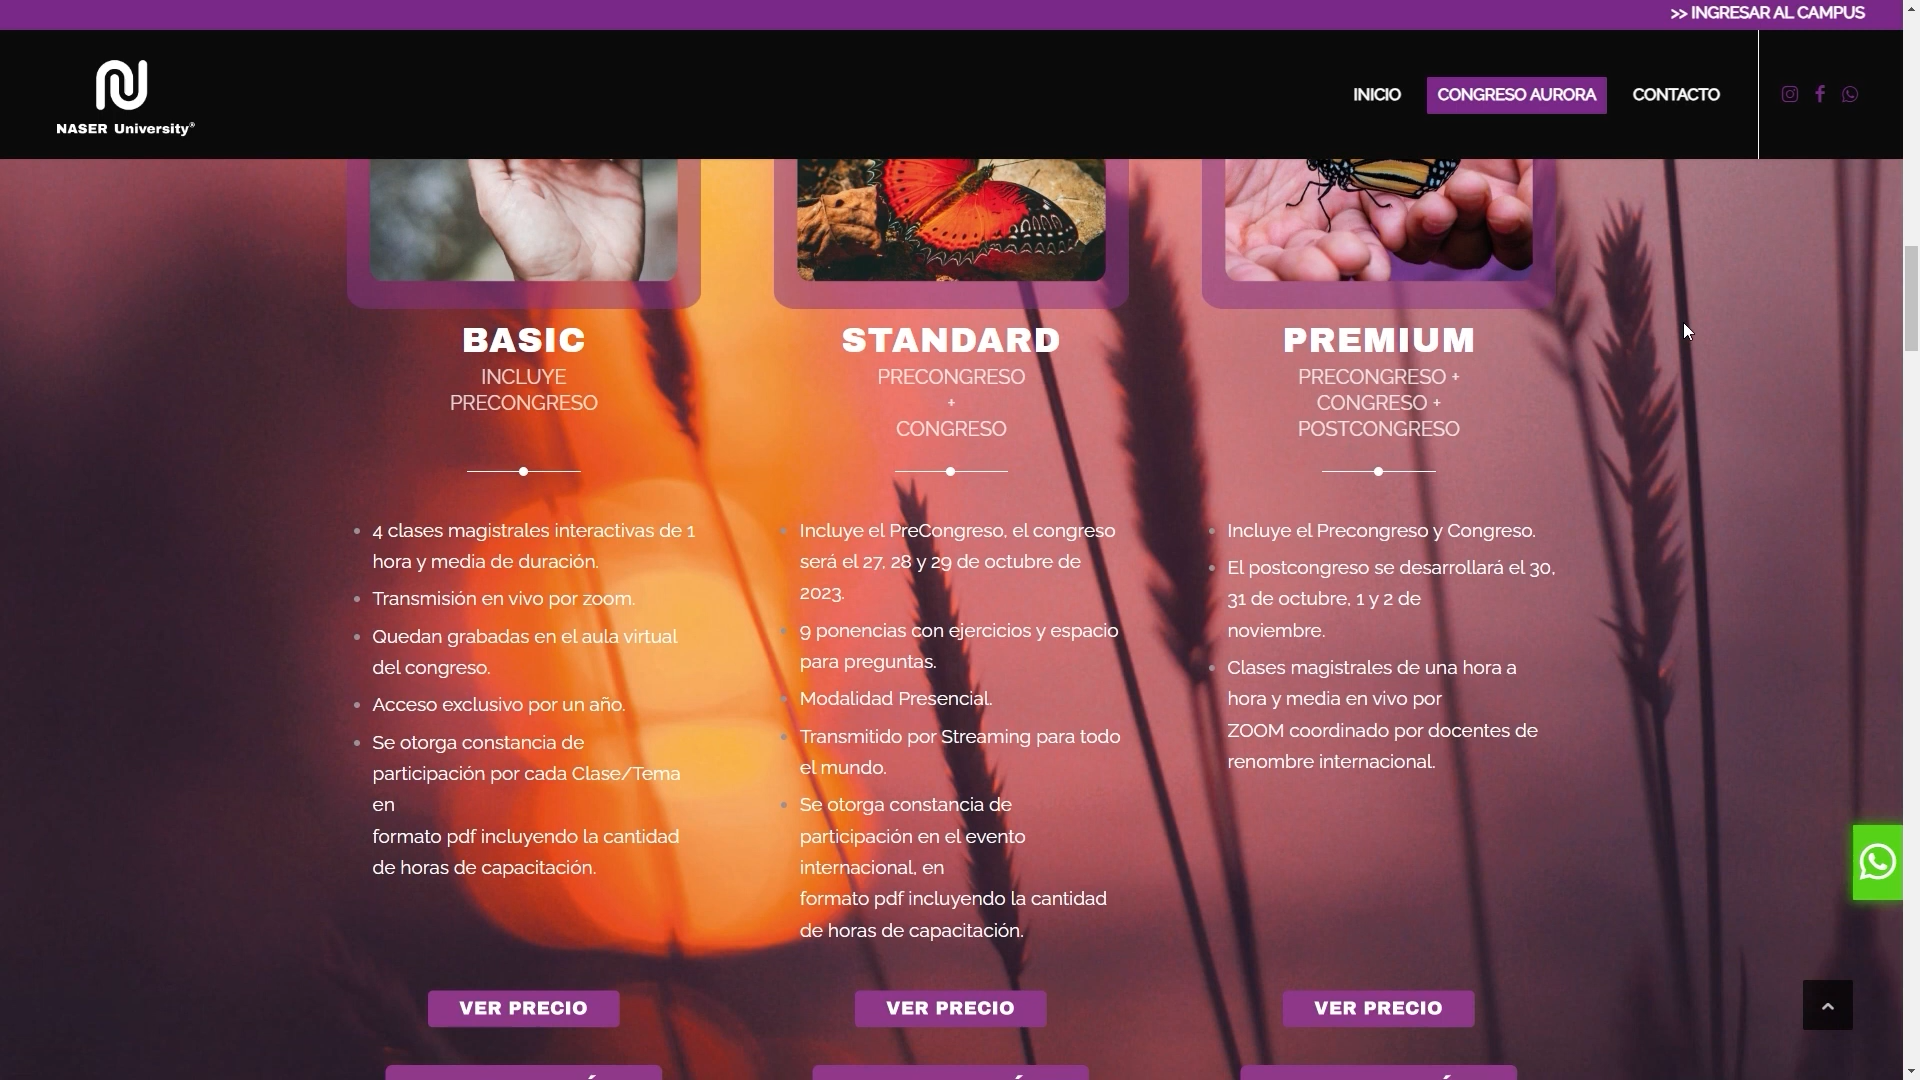 >> INGRESAR AL CAMPUS
NASER University®
INICIO
CONGRESO AURORA
CONTACTO
BASIC
INCLUYE
PRECONGRESO
4 clases magistrales interactivas de 1
hora y media de duración.
Transmisión en vivo por zoom.
Quedan grabadas en el aula virtual
del congreso.
Acceso exclusivo por un año.
Se otorga constancia de
participación por cada Clase/Tema
en
formato pdf incluyendo la cantidad
de horas de capacitación.
VER PRECIO
STANDARD
PRECONGRESO
+
CONGRESO
Incluye el PreCongreso, el congreso
será el 27, 28 y 29 de octubre de
2023.
9 ponencias con ejercicios y espacio
para preguntas.
Modalidad Presencial.
Transmitido por Streaming para todo
el mundo.
Se otorga constancia de
participación en el evento
internacional, en
formato pdf incluyendo la cantidad
de horas de capacitación.
VER PRECIO
PREMIUM
PRECONGRESO +
CONGRESO +
POSTCONGRESO
Incluye el Precongreso y Congreso.
El postcongreso se desarrollará el 30,
31 de octubre, 1 y 2 de
noviembre.
Clases magistrales de una hora a
hora y media en vivo por
ZOOM coordinado por docentes de
renombre internacional.
VER PRECIO